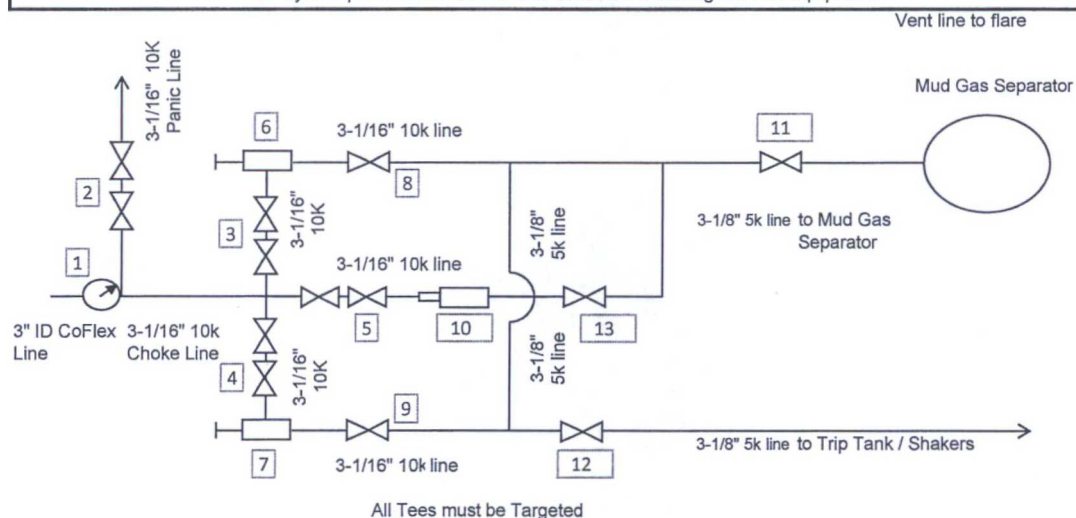 Vent line to flare
Mud Gas Separator
3-1/16" 10K
Panic Line
6
3-1/16" 10k line
11
2
8
3
3-1/16"
10K
3-1/8"
5k line
3-1/8" 5k line to Mud Gas
Separator
1
3-1/16" 10k line
3" ID CoFlex
Line
3-1/16" 10k
Choke Line
5
10
13
4
3-1/16"
10K
3-1/8"
5k line
9
7
3-1/16" 10k line
12
3-1/8" 5k line to Trip Tank / Shakers
All Tees must be Targeted